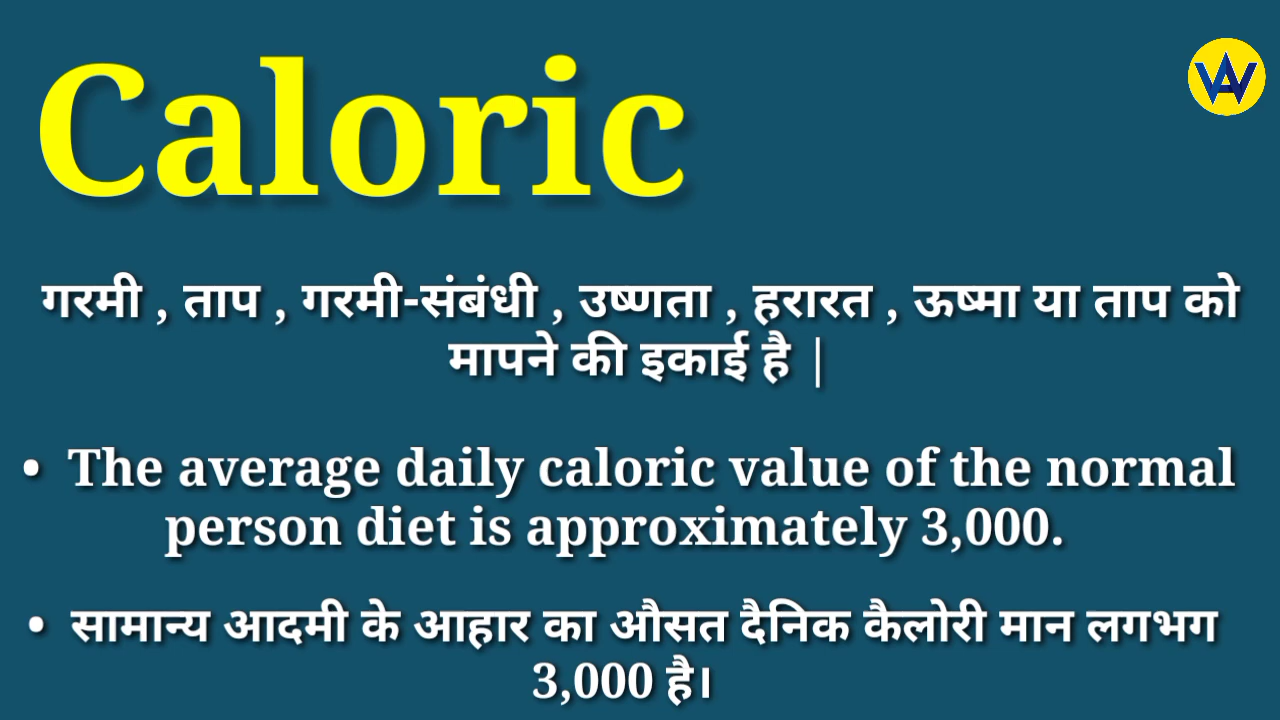 Caloric
गरमी , ताप , गरमी-संबंधी , उष्णता , हरारत , ऊष्मा या ताप को
मापने की इकाई है |
• The average daily caloric value of the normal
person diet is approximately 3,000.
• सामान्य आदमी के आहार का औसत दैनिक कैलोरी मान लगभग
3,000 है।